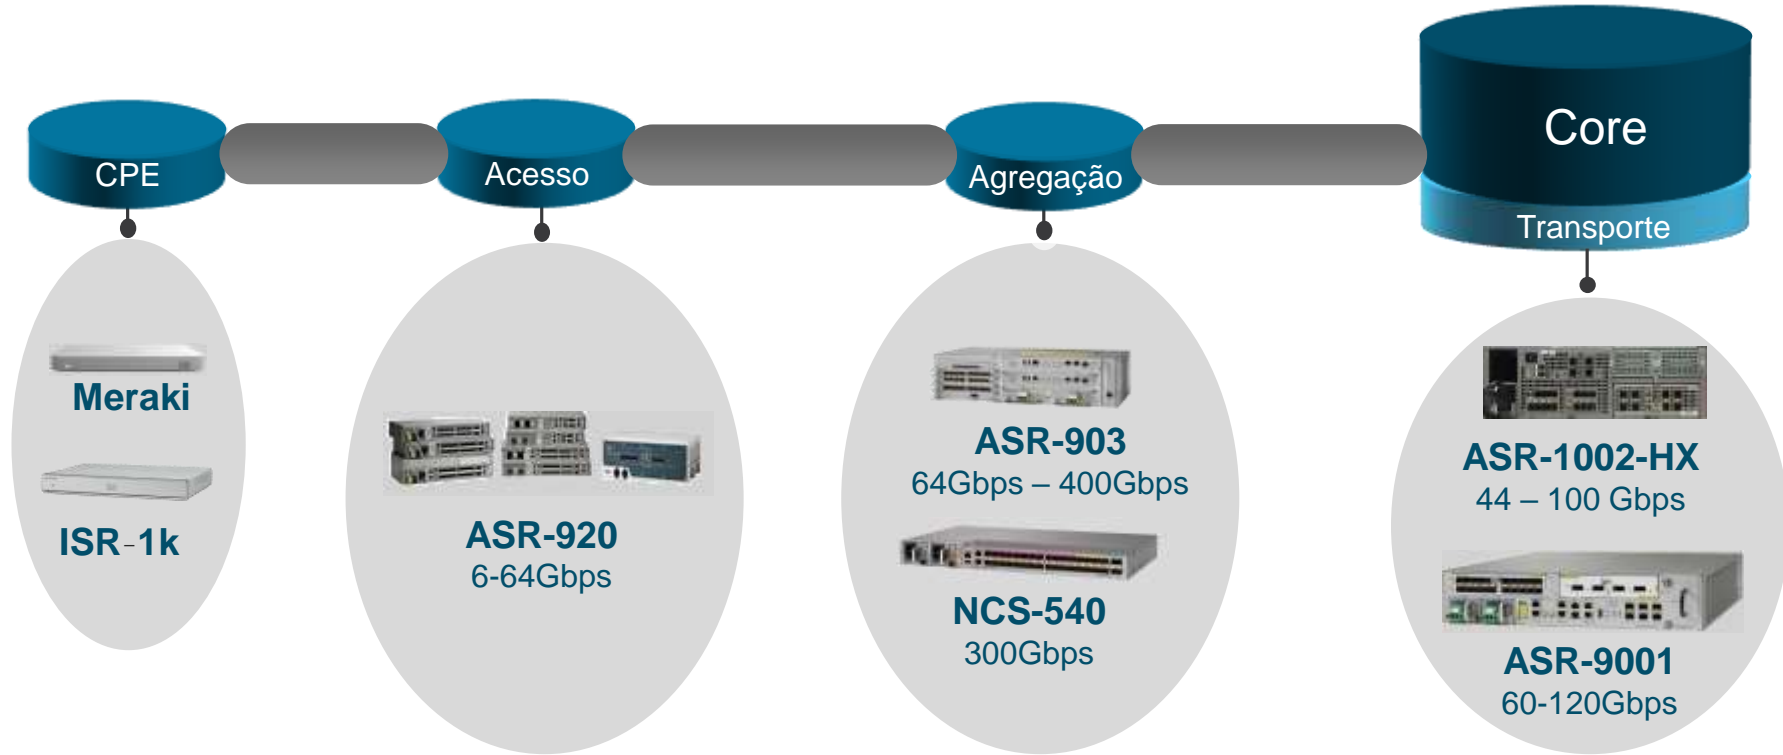 CPE
Acesso
Agregação
Core
Transporte
Meraki
ISR-1k
ASR-920
6-64Gbps
ASR-903
64Gbps – 400Gbps
NCS-540
300Gbps
ASR-1002-HX
44 – 100 Gbps
ASR-9001
60-120Gbps